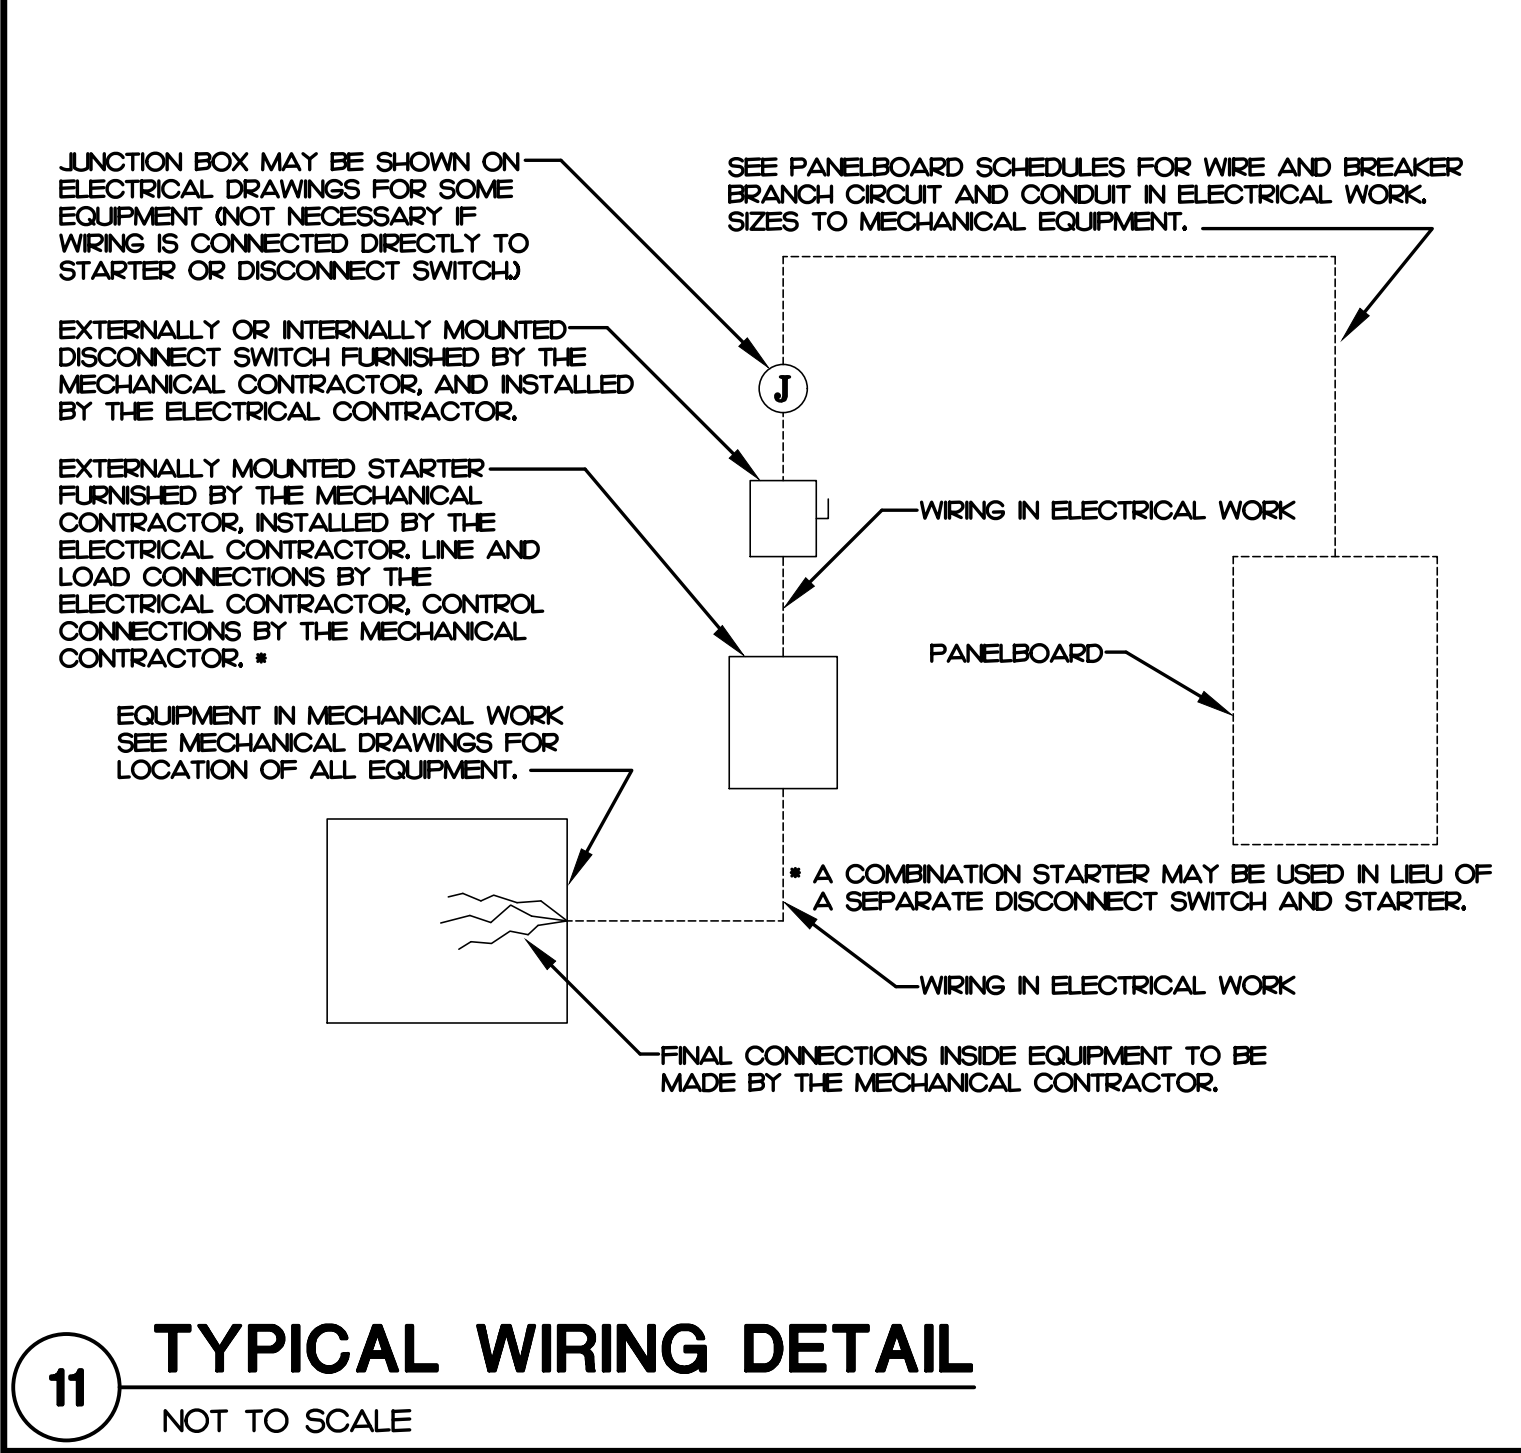 JUNCTION BOX MAY BE SHOWN ON
ELECTRICAL DRAWINGS FOR SOME
EQUIPMENT (NOT NECESSARY IF
WIRING IS CONNECTED DIRECTLY TO
STARTER OR DISCONNECT SWITCH.)
SEE PANELBOARD SCHEDULES FOR WIRE AND BREAKER
BRANCH CIRCUIT AND CONDUIT IN ELECTRICAL WORK.
SIZES TO MECHANICAL EQUIPMENT.
EXTERNALLY OR INTERNALLY MOUNTED
DISCONNECT SWITCH FURNISHED BY THE
MECHANICAL CONTRACTOR, AND INSTALLED
BY THE ELECTRICAL CONTRACTOR.
J
EXTERNALLY MOUNTED STARTER
FURNISHED BY THE MECHANICAL
CONTRACTOR, INSTALLED BY THE
ELECTRICAL CONTRACTOR. LINE AND
LOAD CONNECTIONS BY THE
ELECTRICAL CONTRACTOR, CONTROL
CONNECTIONS BY THE MECHANICAL
CONTRACTOR. *
WIRING IN ELECTRICAL WORK
PANELBOARD
EQUIPMENT IN MECHANICAL WORK
SEE MECHANICAL DRAWINGS FOR
LOCATION OF ALL EQUIPMENT.
* A COMBINATION STARTER MAY BE USED IN LIEU OF
A SEPARATE DISCONNECT SWITCH AND STARTER.
WIRING IN ELECTRICAL WORK
FINAL CONNECTIONS INSIDE EQUIPMENT TO BE
MADE BY THE MECHANICAL CONTRACTOR.
11
TYPICAL WIRING DETAIL
NOT TO SCALE